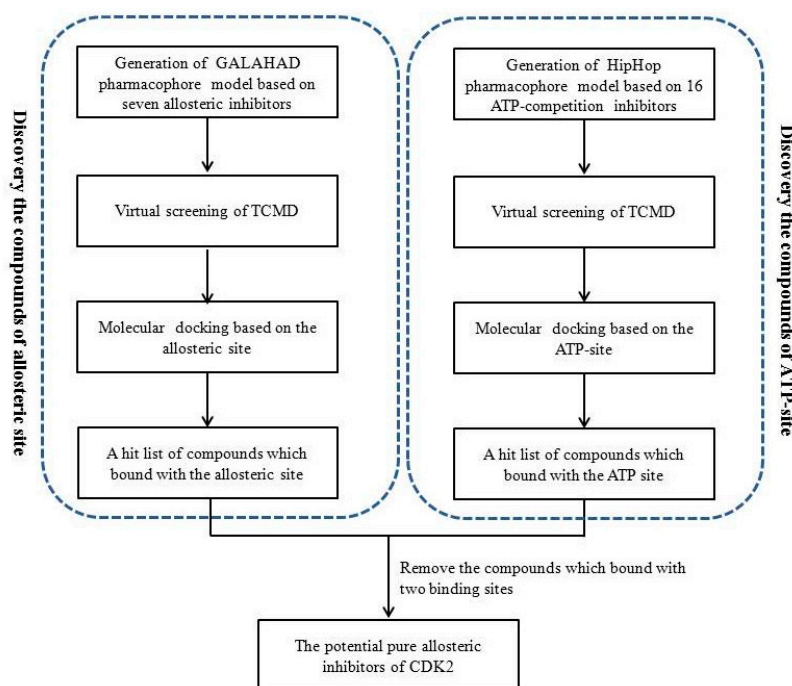 Discovery the compounds of allosteric site
Generation of GALAHAD
pharmacophore model based on
seven allosteric inhibitors
Virtual screening of TCMD
Molecular docking based on the
allosteric site
A hit list of compounds which
bound with the allosteric site
Generation of HipHop
pharmacophore model based on 16
ATP-competition inhibitors
Virtual screening of TCMD
Molecular docking based on the
ATP-site
A hit list of compounds which
bound with the ATP site
Discovery the compounds of ATP-site
Remove the compounds which bound with
two binding sites
The potential pure allosteric
inhibitors of CDK2